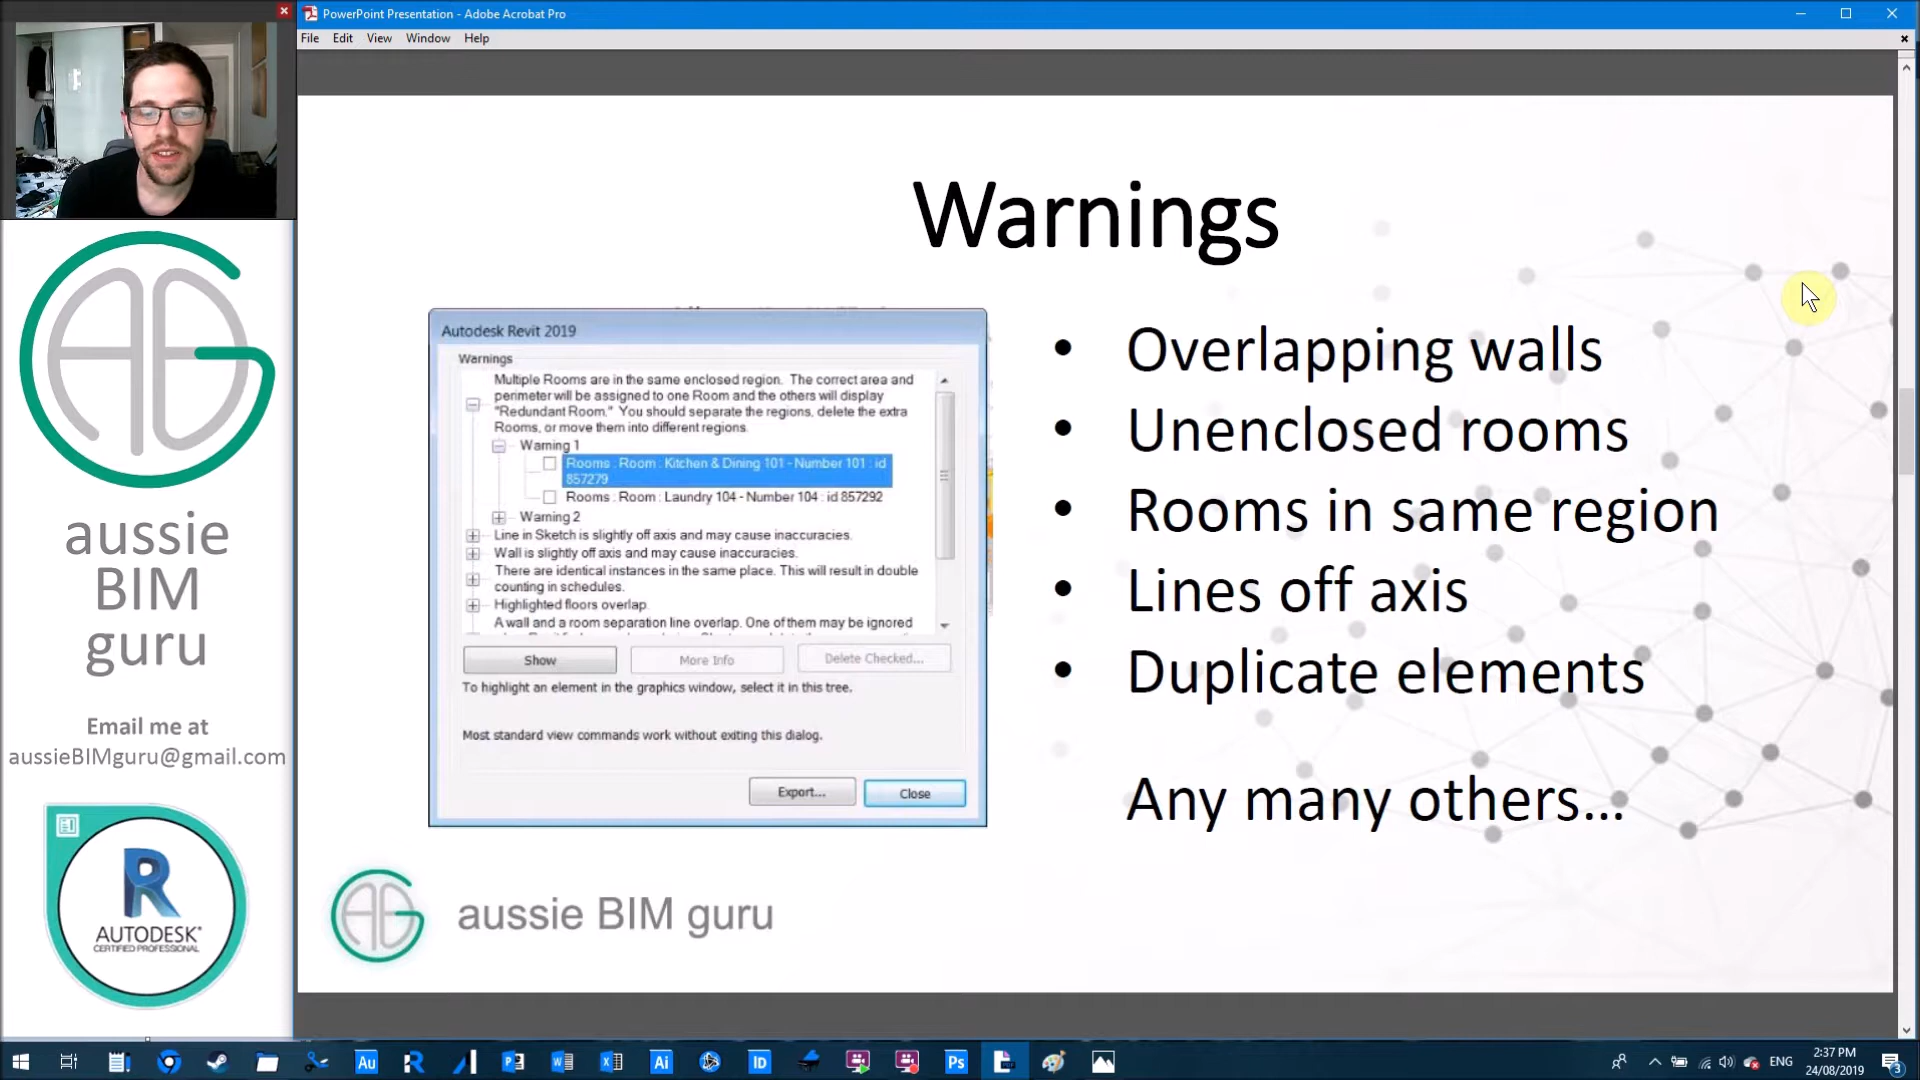 PowerPoint Presentation - Adobe Acrobat Pro
File Edit View Window Help
Warnings
Autodesk Revit 2019
Warnings
Multiple Rooms are in the same enclosed region. The correct area and
perimeter will be assigned to one Room and the others will display
"Redundant Room." You should separate the regions, delete the extra
Rooms, or move them into different regions.
Warning 1
Rooms : Room : Kitchen & Dining 101 - Number 101 : id
857279
Rooms : Room : Laundry 104 - Number 104 : id 857292
Warning 2
Line in Sketch is slightly off axis and may cause inaccuracies.
Wall is slightly off axis and may cause inaccuracies.
There are identical instances in the same place. This will result in double
counting in schedules.
Highlighted floors overlap.
A wall and a room separation line overlap. One of them may be ignored
Show More Info Delete Checked...
To highlight an element in the graphics window, select it in this tree.
Most standard view commands work without exiting this dialog.
Export... Close
• Overlapping walls
• Unenclosed rooms
• Rooms in same region
• Lines off axis
• Duplicate elements
Any many others...
aussie BIM guru
aussie
BIM
guru
Email me at
aussieBIMguru@gmail.com
R
AUTODESK
CERTIFIED PROFESSIONAL
Au
Ai
ID
Ps
ENG
2:37 PM
24/08/2019
3